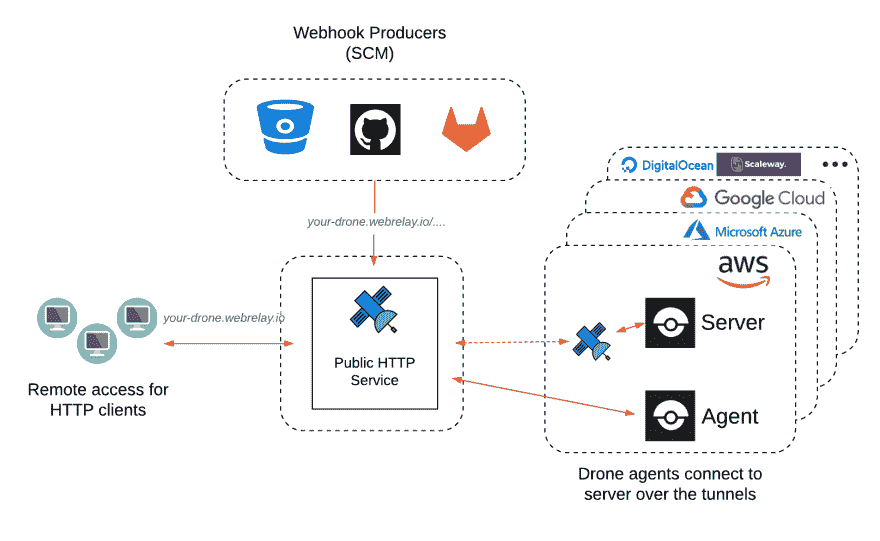 Webhook Producers
(SCM)
your-drone.webrelay.io/....
DigitalOcean
Scaleway.
Google Cloud
Microsoft Azure
aws
your-drone.webrelay.io
Public HTTP
Service
Server
Agent
Remote access for
HTTP clients
Drone agents connect to
server over the tunnels